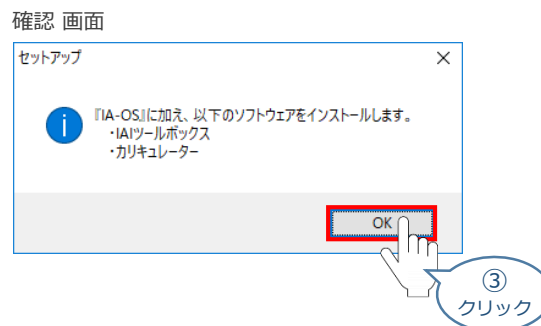 確認 画面
セットアップ
『IA-OS』に加え、以下のソフトウェアをインストールします。
・IAIツールボックス
・カリキュレーター
OK
③
クリック